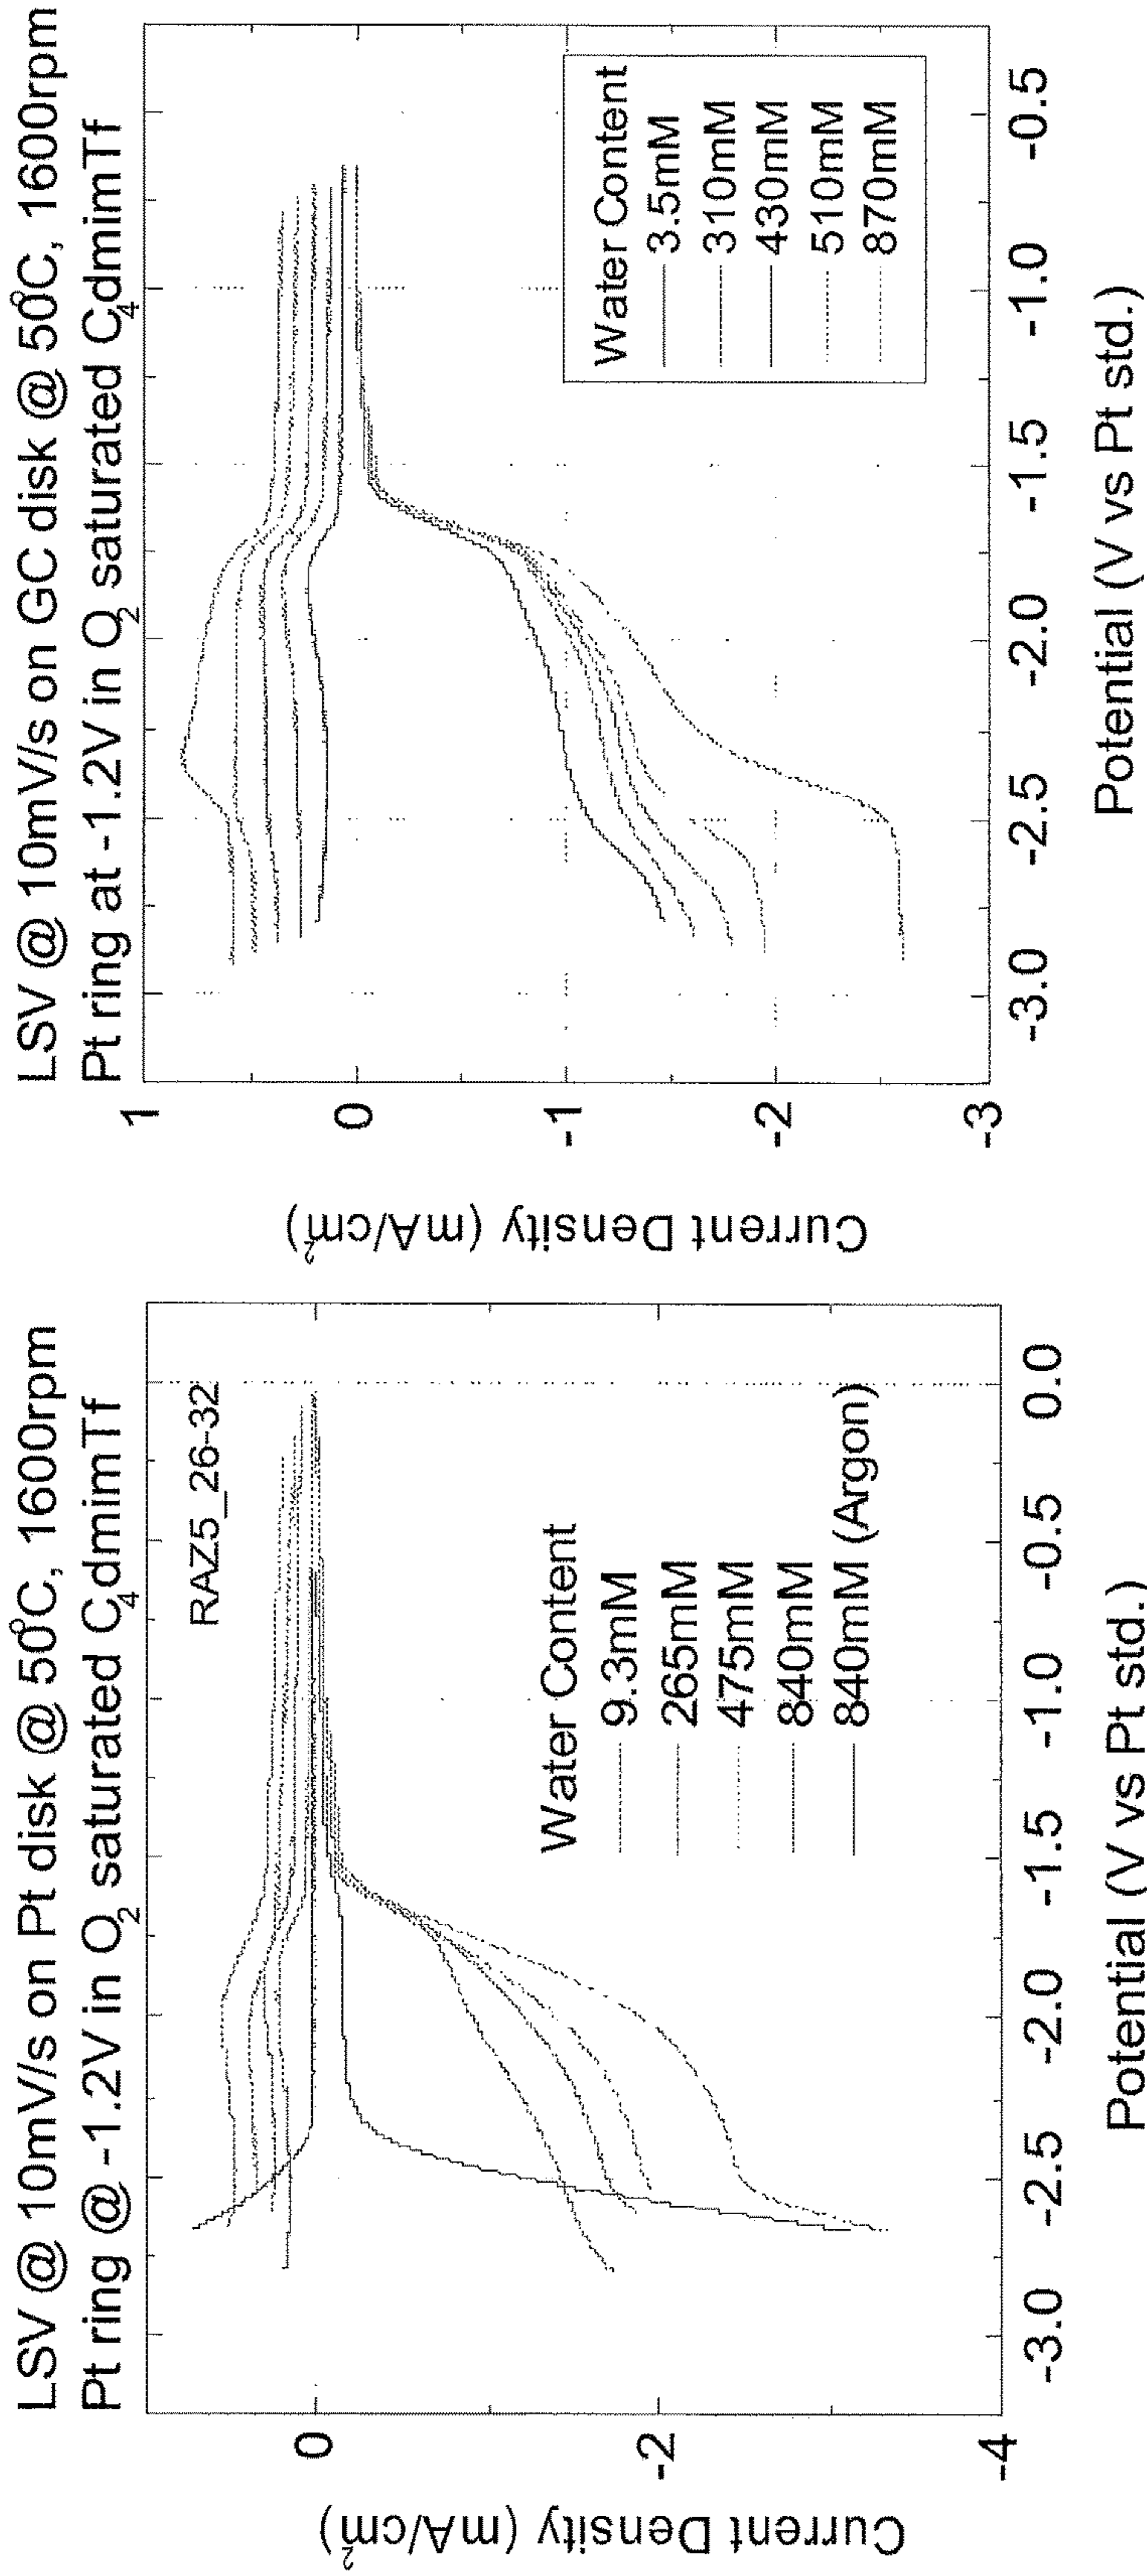 LSV @ 10mV/s on Pt disk @ 50°C, 1600rpm
Pt ring @ -1.2V in O2 saturated C4dmimTf
RAZ5_26-32
Current Density (mA/cm2)
0
-2
-4
Water Content
9.3mM
265mM
475mM
840mM
840mM (Argon)
-3.0 -2.5 -2.0 -1.5 -1.0 -0.5 0.0
Potential (V vs Pt std.)
LSV @ 10mV/s on GC disk @ 50°C, 1600rpm
Pt ring at -1.2V in O2 saturated C4dmimTf
Current Density (mA/cm2)
1
0
-1
-2
-3
Water Content
3.5mM
310mM
430mM
510mM
870mM
-3.0 -2.5 -2.0 -1.5 -1.0 -0.5
Potential (V vs Pt std.)